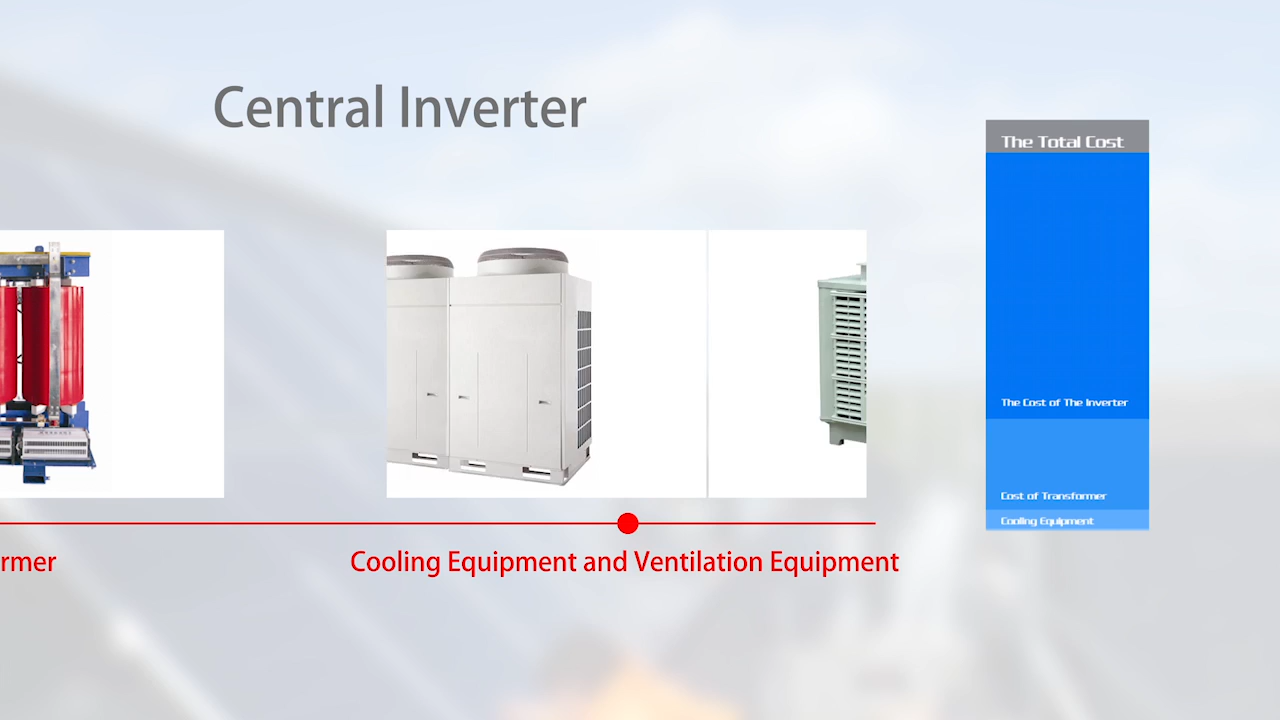 Central Inverter
The Total Cost
The Cost of The Inverter
Cost of Transformer
Cooling Equipment
rmer
Cooling Equipment and Ventilation Equipment